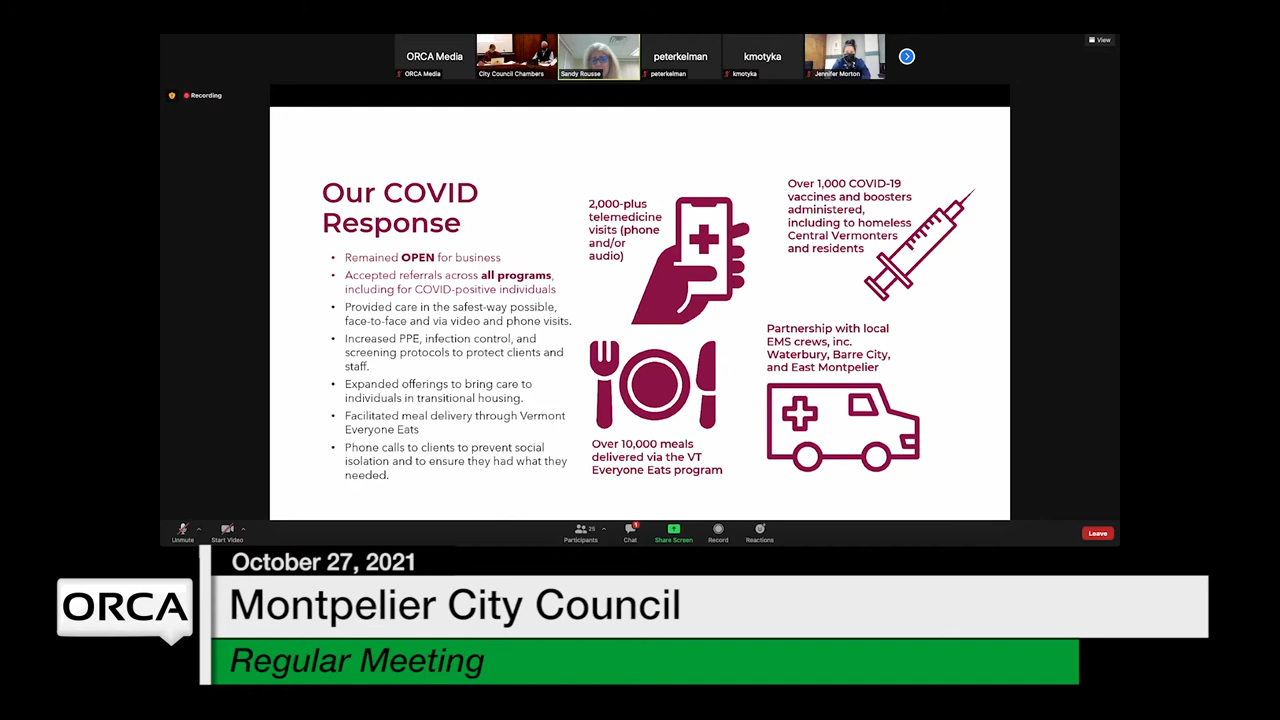 ORCA Media
peterkelman
kmotyka
View
ORCA Media
City Council Chambers
Sandy Rousse
peterkelman
kmotyka
Jennifer Morton
Recording
Our COVID
Response
• Remained OPEN for business
• Accepted referrals across all programs,
including for COVID-positive individuals
• Provided care in the safest-way possible,
face-to-face and via video and phone visits.
• Increased PPE, infection control, and
screening protocols to protect clients and
staff.
• Expanded offerings to bring care to
individuals in transitional housing.
• Facilitated meal delivery through Vermont
Everyone Eats
• Phone calls to clients to prevent social
isolation and to ensure they had what they
needed.
2,000-plus
telemedicine
visits (phone
and/or
audio)
Over 1,000 COVID-19
vaccines and boosters
administered,
including to homeless
Central Vermonters
and residents
Over 10,000 meals
delivered via the VT
Everyone Eats program
Partnership with local
EMS crews, inc.
Waterbury, Barre City,
and East Montpelier
Unmute
Start Video
25
Participants
1
Chat
Share Screen
Record
Reactions
Leave
October 27, 2021
ORCA
Montpelier City Council
Regular Meeting